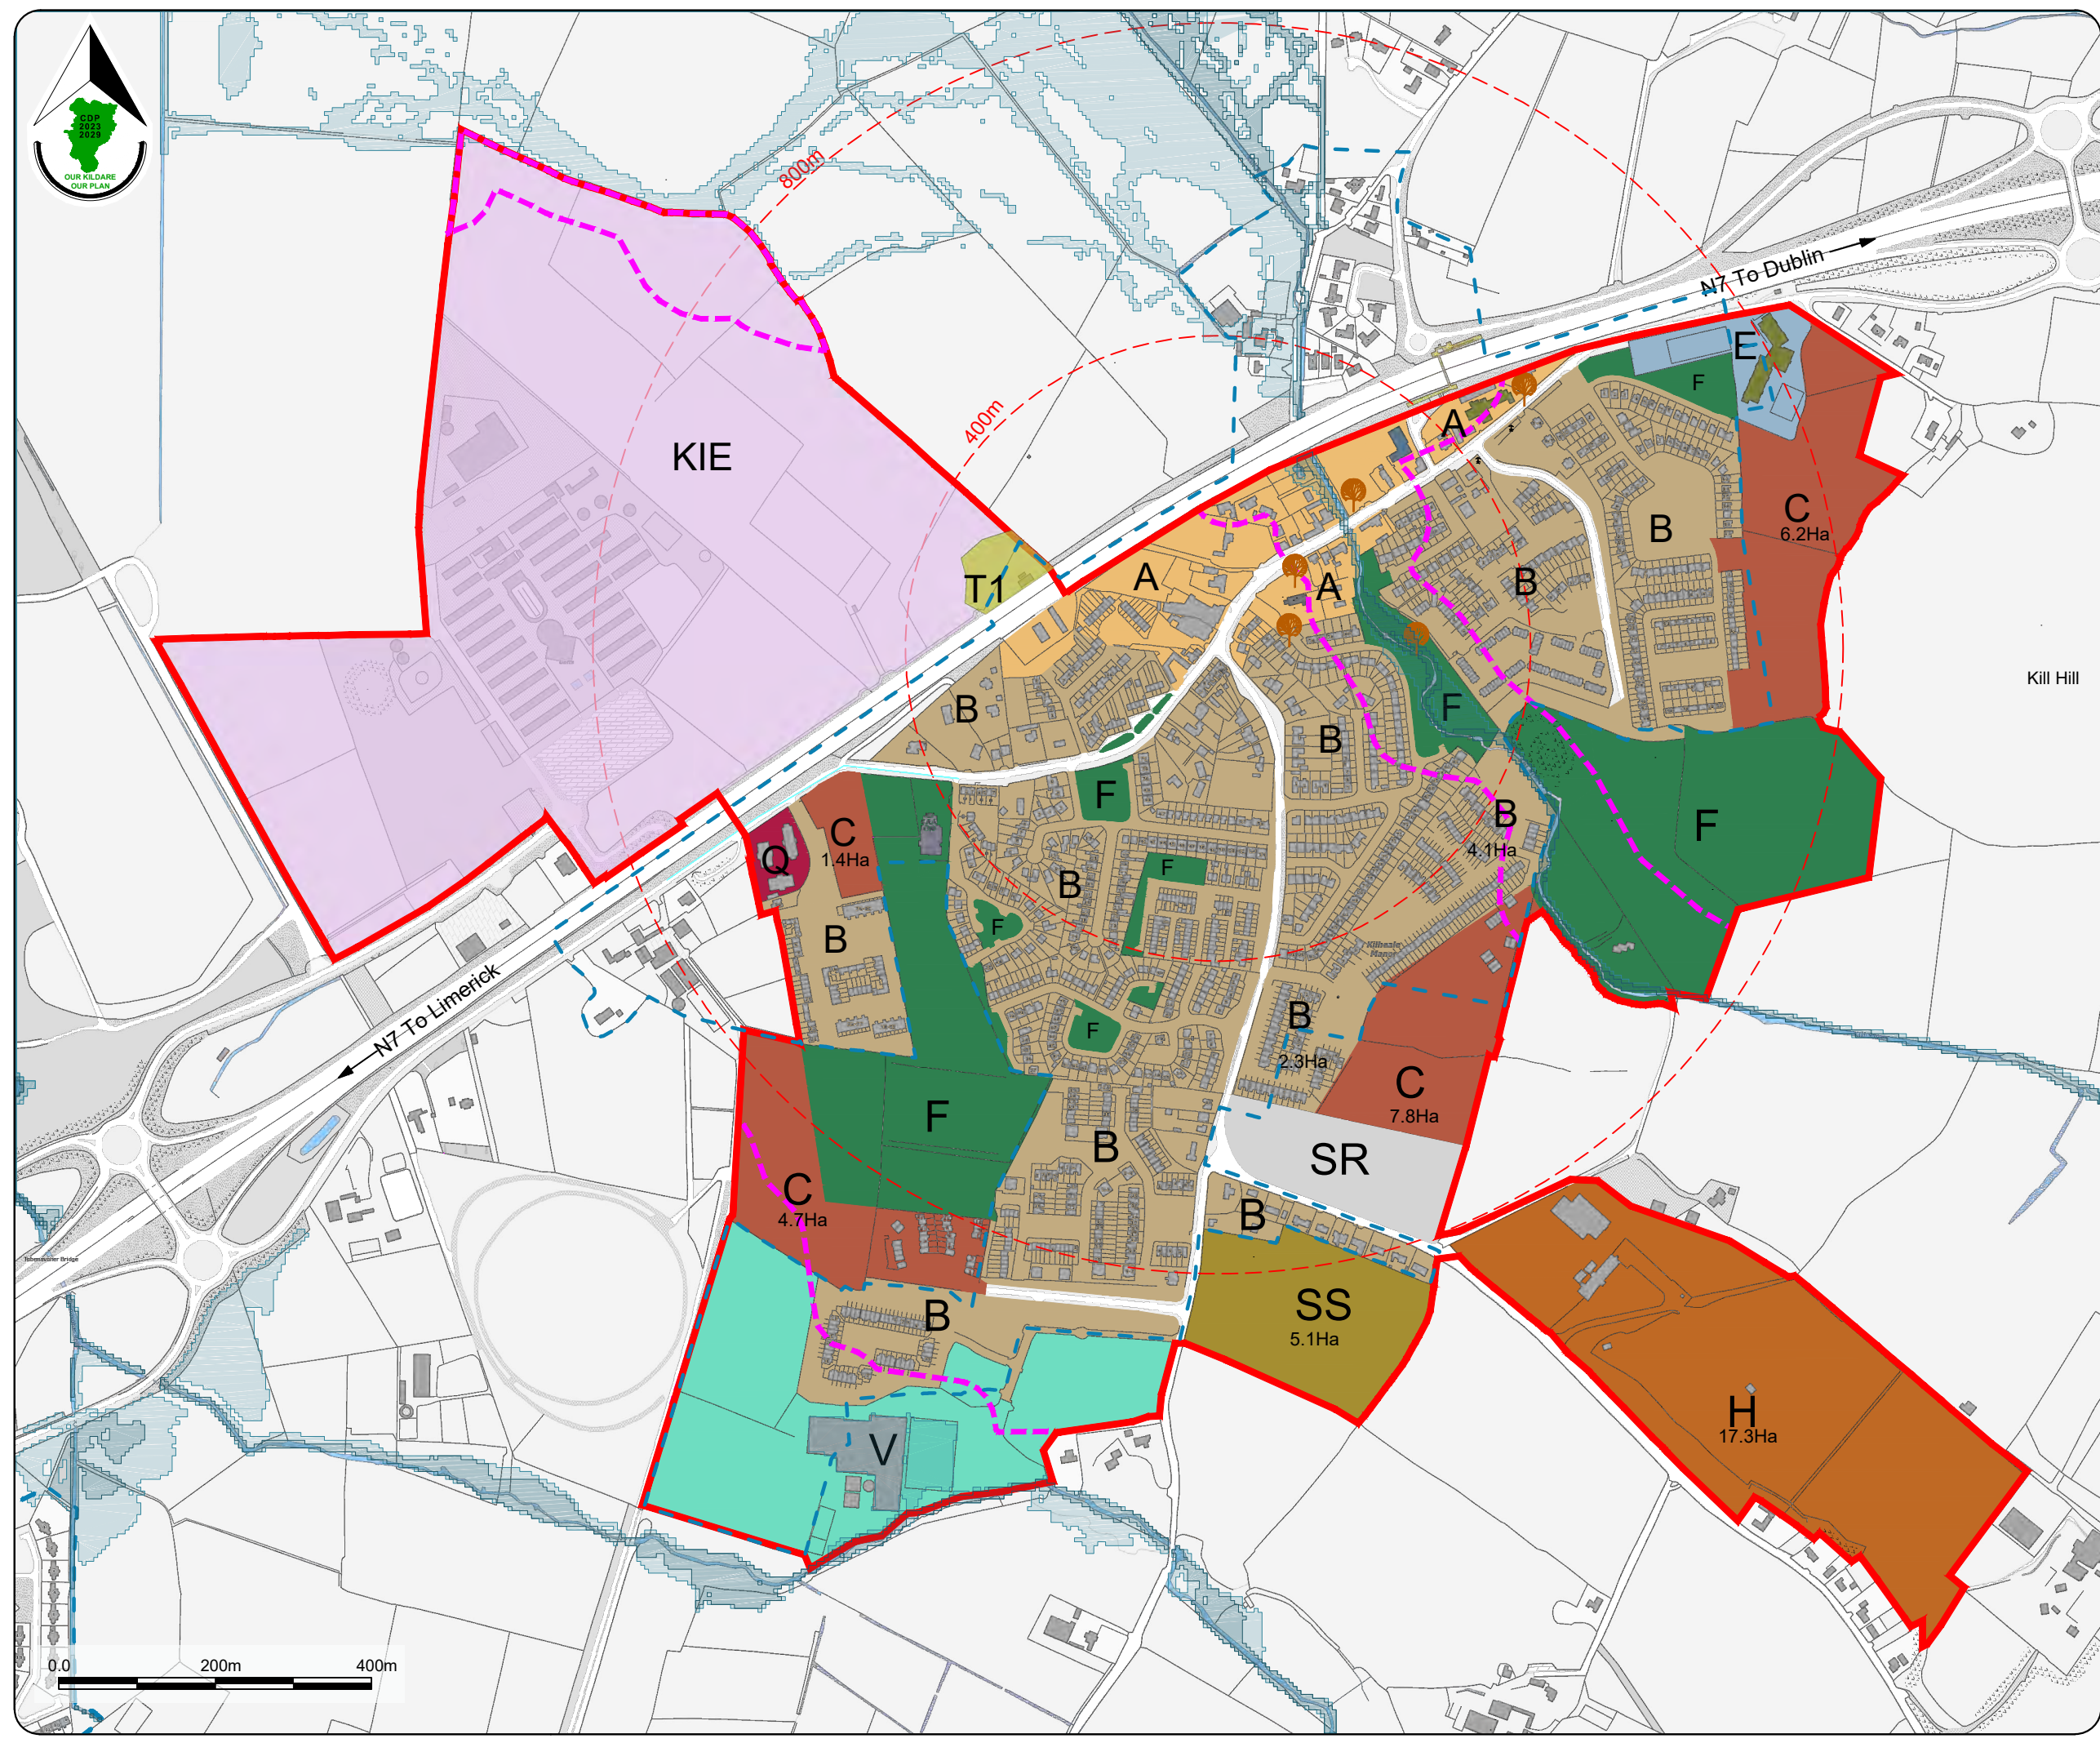 CDP
2023
2029
OUR KILDARE
OUR PLAN
800m
400m
N7 To Dublin
KIE
T1
A
A
A
E
F
C
6.2Ha
B
B
Kill Hill
B
F
B
F
F
B
4.1Ha
Q
C
1.4Ha
F
B
F
B
F
B
2.3Ha
N7 To Limerick
C
7.8Ha
F
B
SR
C
4.7Ha
B
SS
5.1Ha
B
H
17.3Ha
V
0.0 200m 400m